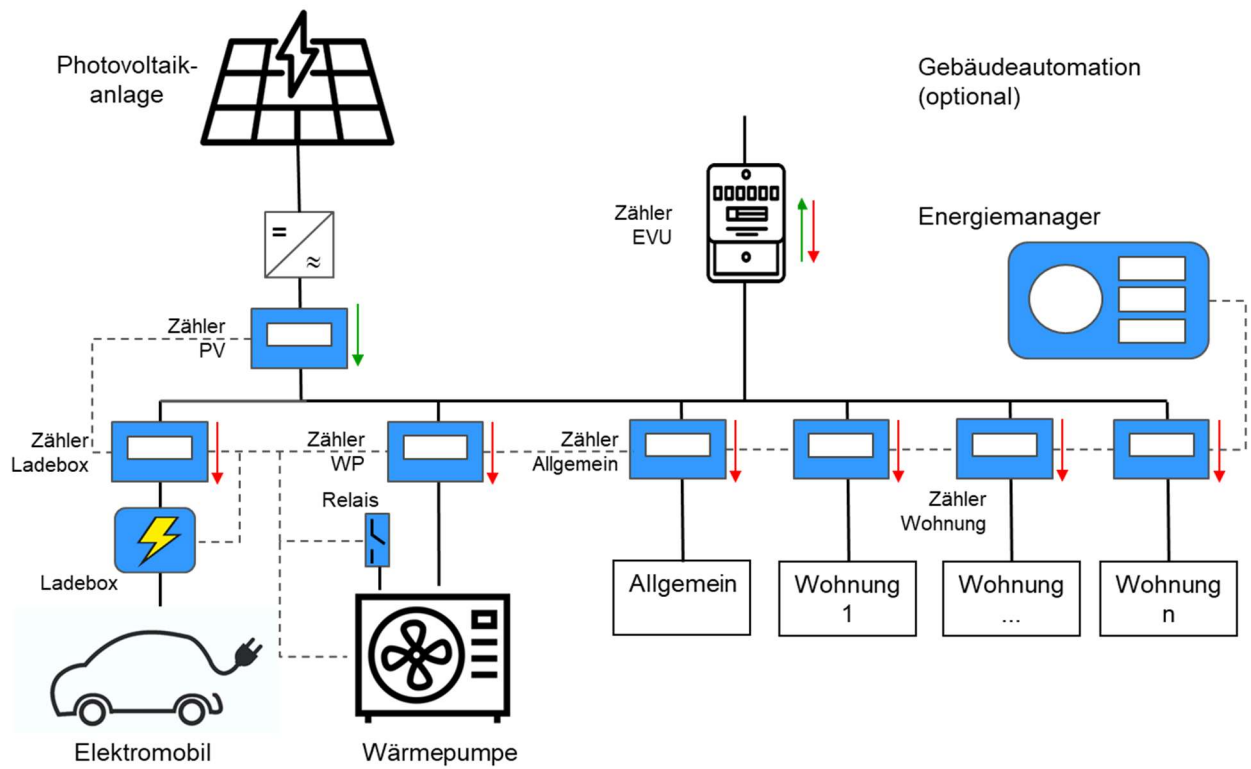 Photovoltaik-
anlage
Gebäudeautomation
(optional)
Zähler
EVU
Energiemanager
=
≈
Zähler
PV
Zähler
Ladebox
Zähler
WP
Zähler
Allgemein
Relais
Zähler
Wohnung
Ladebox
Allgemein
Wohnung
1
Wohnung
...
Wohnung
n
Elektromobil
Wärmepumpe